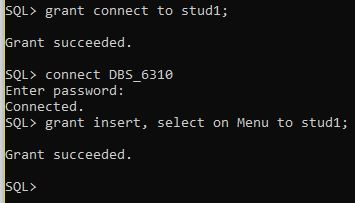 SQL> grant connect to stud1;
Grant succeeded.
SQL> connect DBS_6310
Enter password:
Connected.
SQL> grant insert, select on Menu to stud1;
Grant succeeded.
SQL>